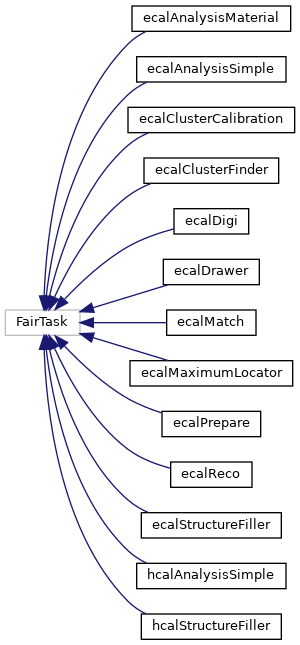 ecalAnalysisMaterial
ecalAnalysisSimple
ecalClusterCalibration
ecalClusterFinder
ecalDigi
ecalDrawer
FairTask
ecalMatch
ecalMaximumLocator
ecalPrepare
ecalReco
ecalStructureFiller
hcalAnalysisSimple
hcalStructureFiller